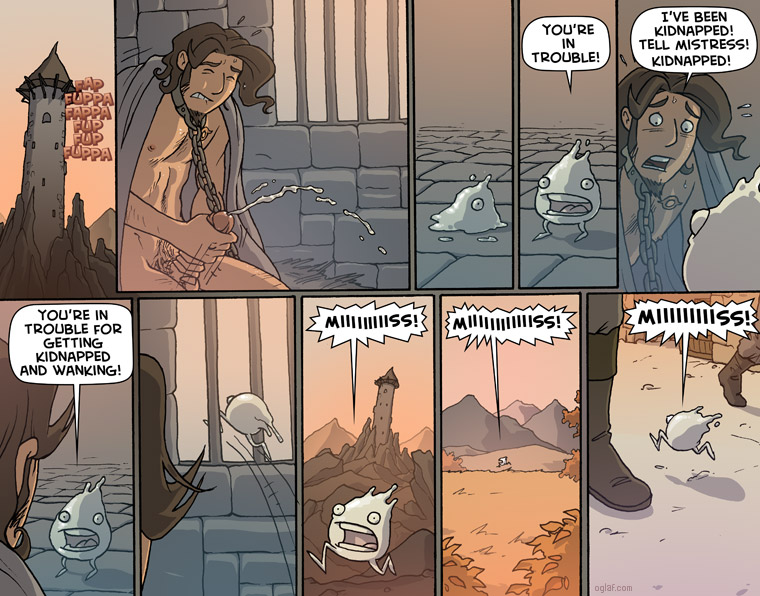 FAP
FUPPA
FAPPA
FUP
FUP
FUPPA
YOU'RE
IN
TROUBLE!
I'VE BEEN
KIDNAPPED!
TELL MISTRESS!
KIDNAPPED!
YOU'RE IN
TROUBLE FOR
GETTING
KIDNAPPED
AND WANKING!
MIIIIIIIISS!
MIIIIIIIIIIISS!
MIIIIIIIIISS!
oglaf.com